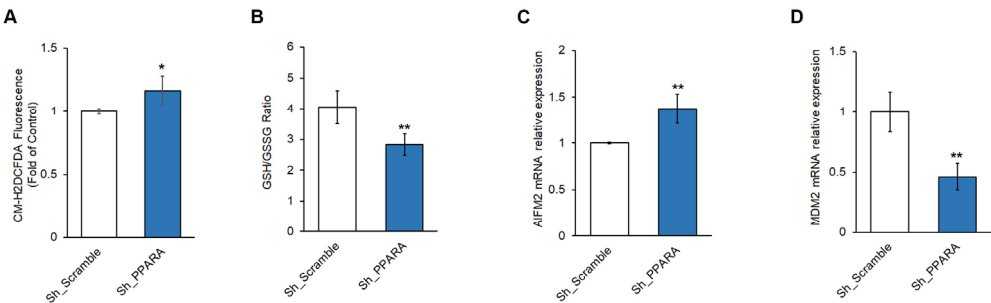 A
CM-H2DCFDA Fluorescence
(Fold of Control)
1.5
1
0.5
0
*
Sh_Scramble
Sh_PPARA
B
GSH/GSSG Ratio
6
5
4
3
2
1
0
**
Sh_Scramble
Sh_PPARA
C
AIFM2 mRNA relative expression
2
1.5
1
0.5
0
**
Sh_Scramble
Sh_PPARA
D
MDM2 mRNA relative expression
1.5
1
0.5
0
**
Sh_Scramble
Sh_PPARA